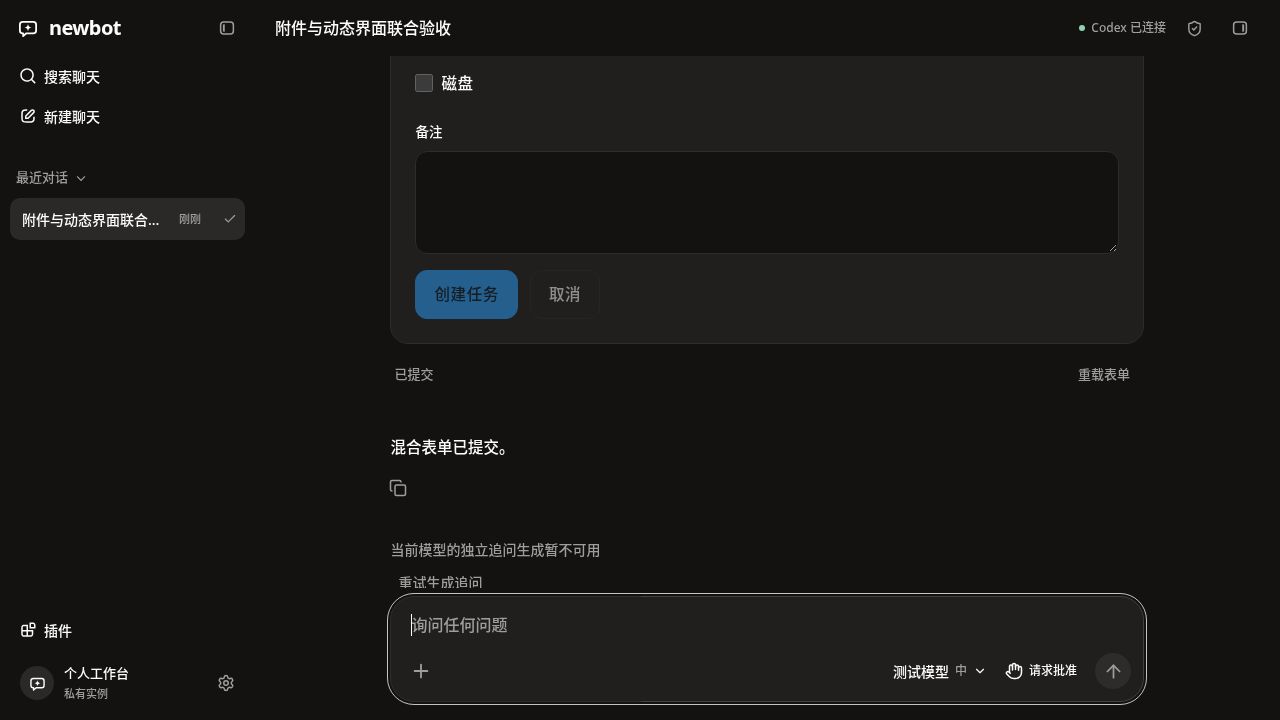 newbot
附件与动态界面联合验收
Codex 已连接
搜索聊天
新建聊天
最近对话
附件与动态界面联合... 刚刚
磁盘
备注
创建任务
取消
已提交
重载表单
混合表单已提交。
当前模型的独立追问生成暂不可用
重试生成追问
询问任何问题
测试模型 中
请求批准
插件
个人工作台
私有实例